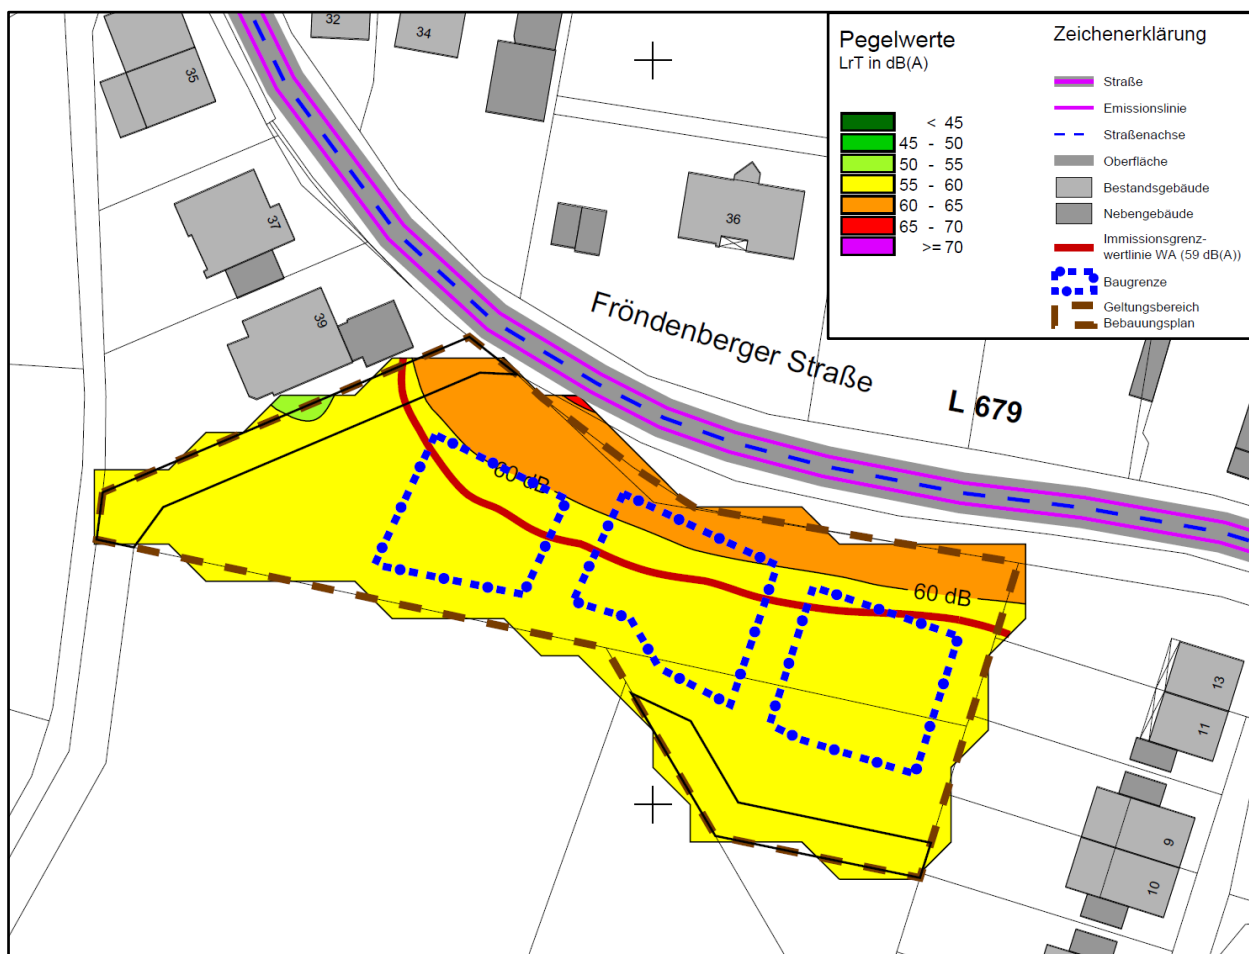 Pegelwerte
LrT in dB(A)
< 45
45 - 50
50 - 55
55 - 60
60 - 65
65 - 70
>= 70
Zeichenerklärung
Straße
Emissionslinie
Straßenachse
Oberfläche
Bestandsgebäude
Nebengebäude
Immissionsgrenz-
wertlinie WA (59 dB(A))
Baugrenze
Geltungsbereich
Bebauungsplan
32
34
35
37
36
39
Fröndenberger Straße
L 679
60 dB
60 dB
13
11
9
10